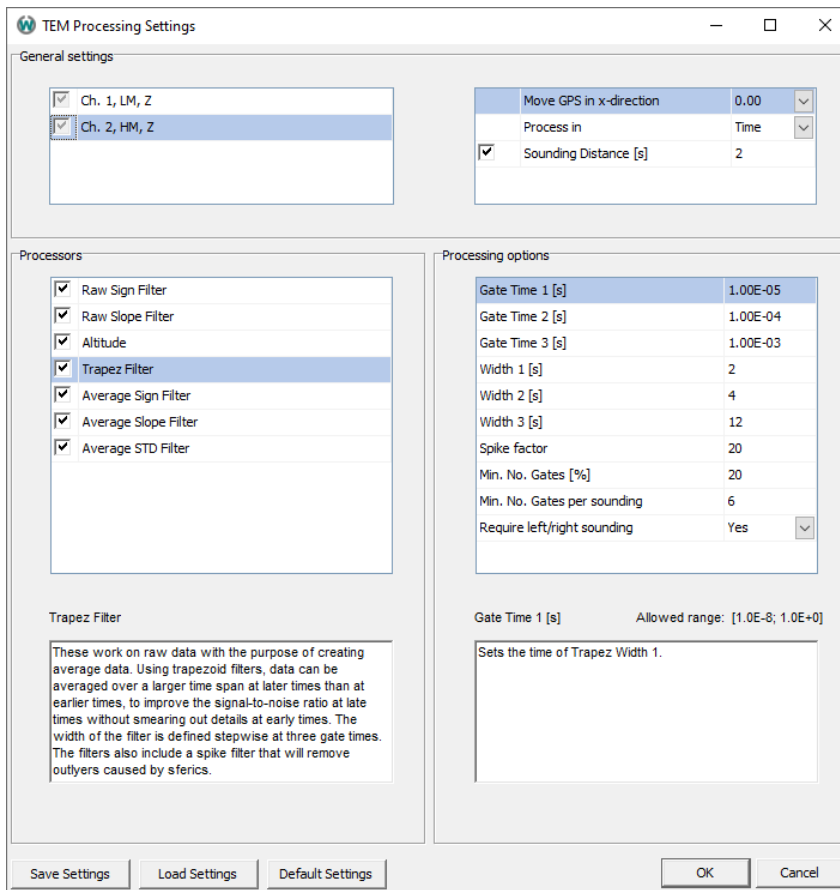 TEM Processing Settings
General settings
Ch. 1, LM, Z
Ch. 2, HM, Z
Move GPS in x-direction 0.00
Process in Time
Sounding Distance [s] 2
Processors
Raw Sign Filter
Raw Slope Filter
Altitude
Trapez Filter
Average Sign Filter
Average Slope Filter
Average STD Filter
Trapez Filter
These work on raw data with the purpose of creating
average data. Using trapezoid filters, data can be
averaged over a larger time span at later times than at
earlier times, to improve the signal-to-noise ratio at late
times without smearing out details at early times. The
width of the filter is defined stepwise at three gate times.
The filters also include a spike filter that will remove
outlyers caused by sferics.
Processing options
Gate Time 1 [s] 1.00E-05
Gate Time 2 [s] 1.00E-04
Gate Time 3 [s] 1.00E-03
Width 1 [s] 2
Width 2 [s] 4
Width 3 [s] 12
Spike factor 20
Min. No. Gates [%] 20
Min. No. Gates per sounding 6
Require left/right sounding Yes
Gate Time 1 [s] Allowed range: [1.0E-8; 1.0E+0]
Sets the time of Trapez Width 1.
Save Settings Load Settings Default Settings OK Cancel